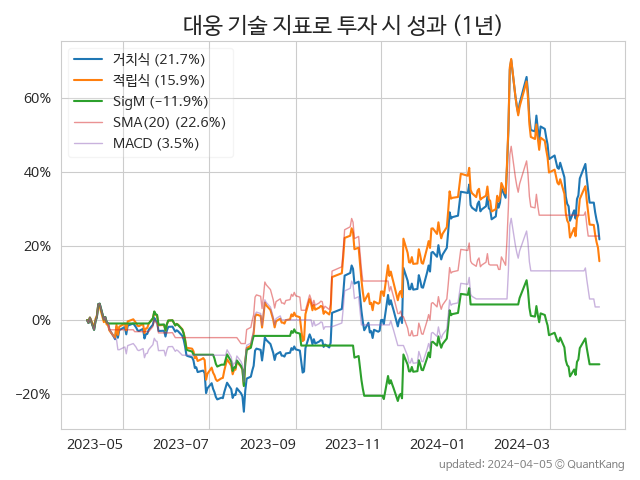 대웅 기술 지표로 투자 시 성과 (1년)
거치식 (21.7%)
적립식 (15.9%)
SigM (−11.9%)
SMA(20) (22.6%)
MACD (3.5%)
60%
40%
20%
0%
−20%
2023-05 2023-07 2023-09 2023-11 2024-01 2024-03
updated: 2024-04-05 © QuantKang